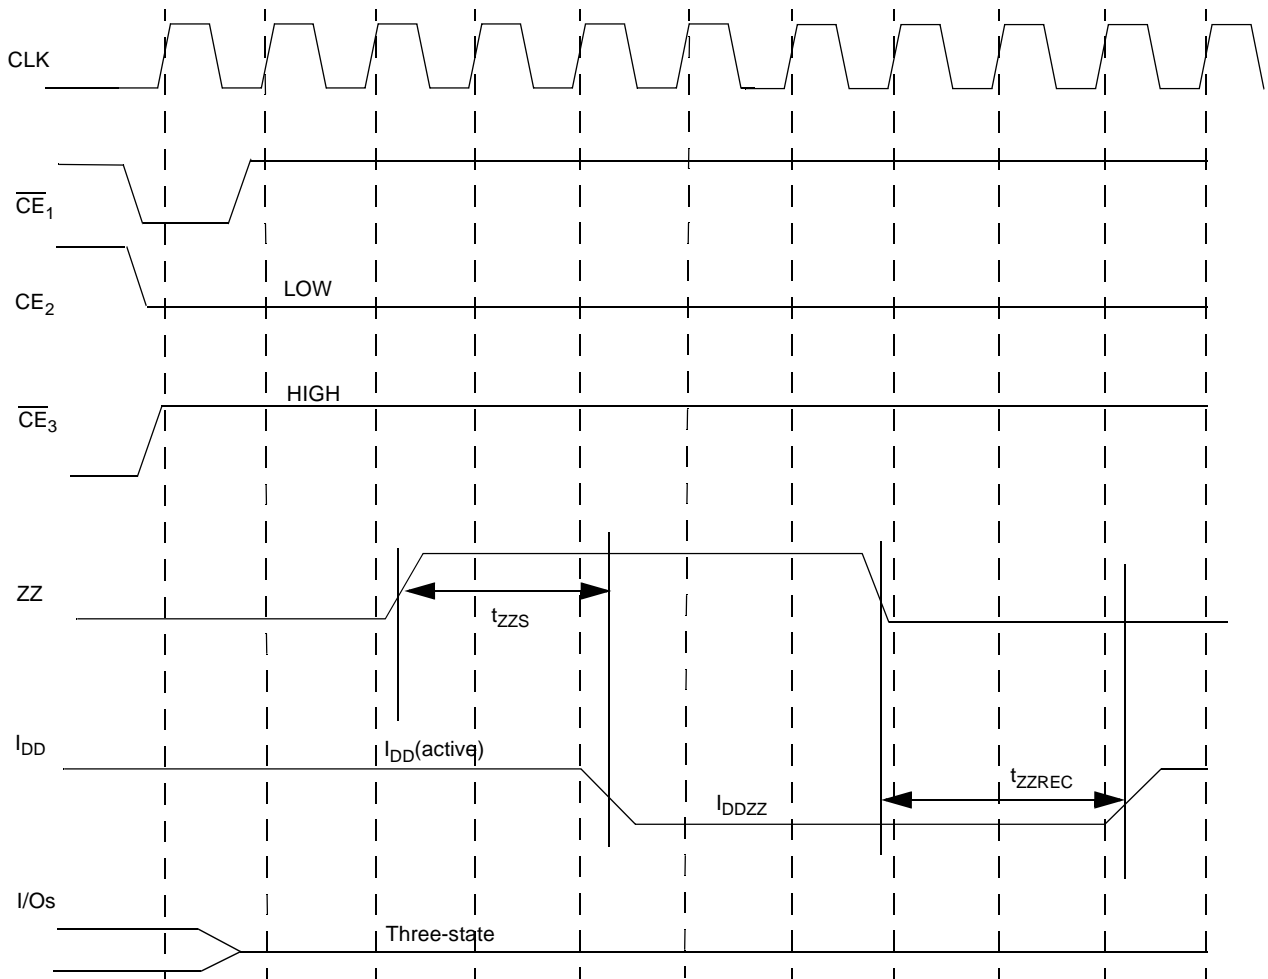 CLK
CE1
CE2
LOW
HIGH
CE3
ZZ
tZZS
IDD
IDD(active)
tZZREC
IDDZZ
I/Os
Three-state